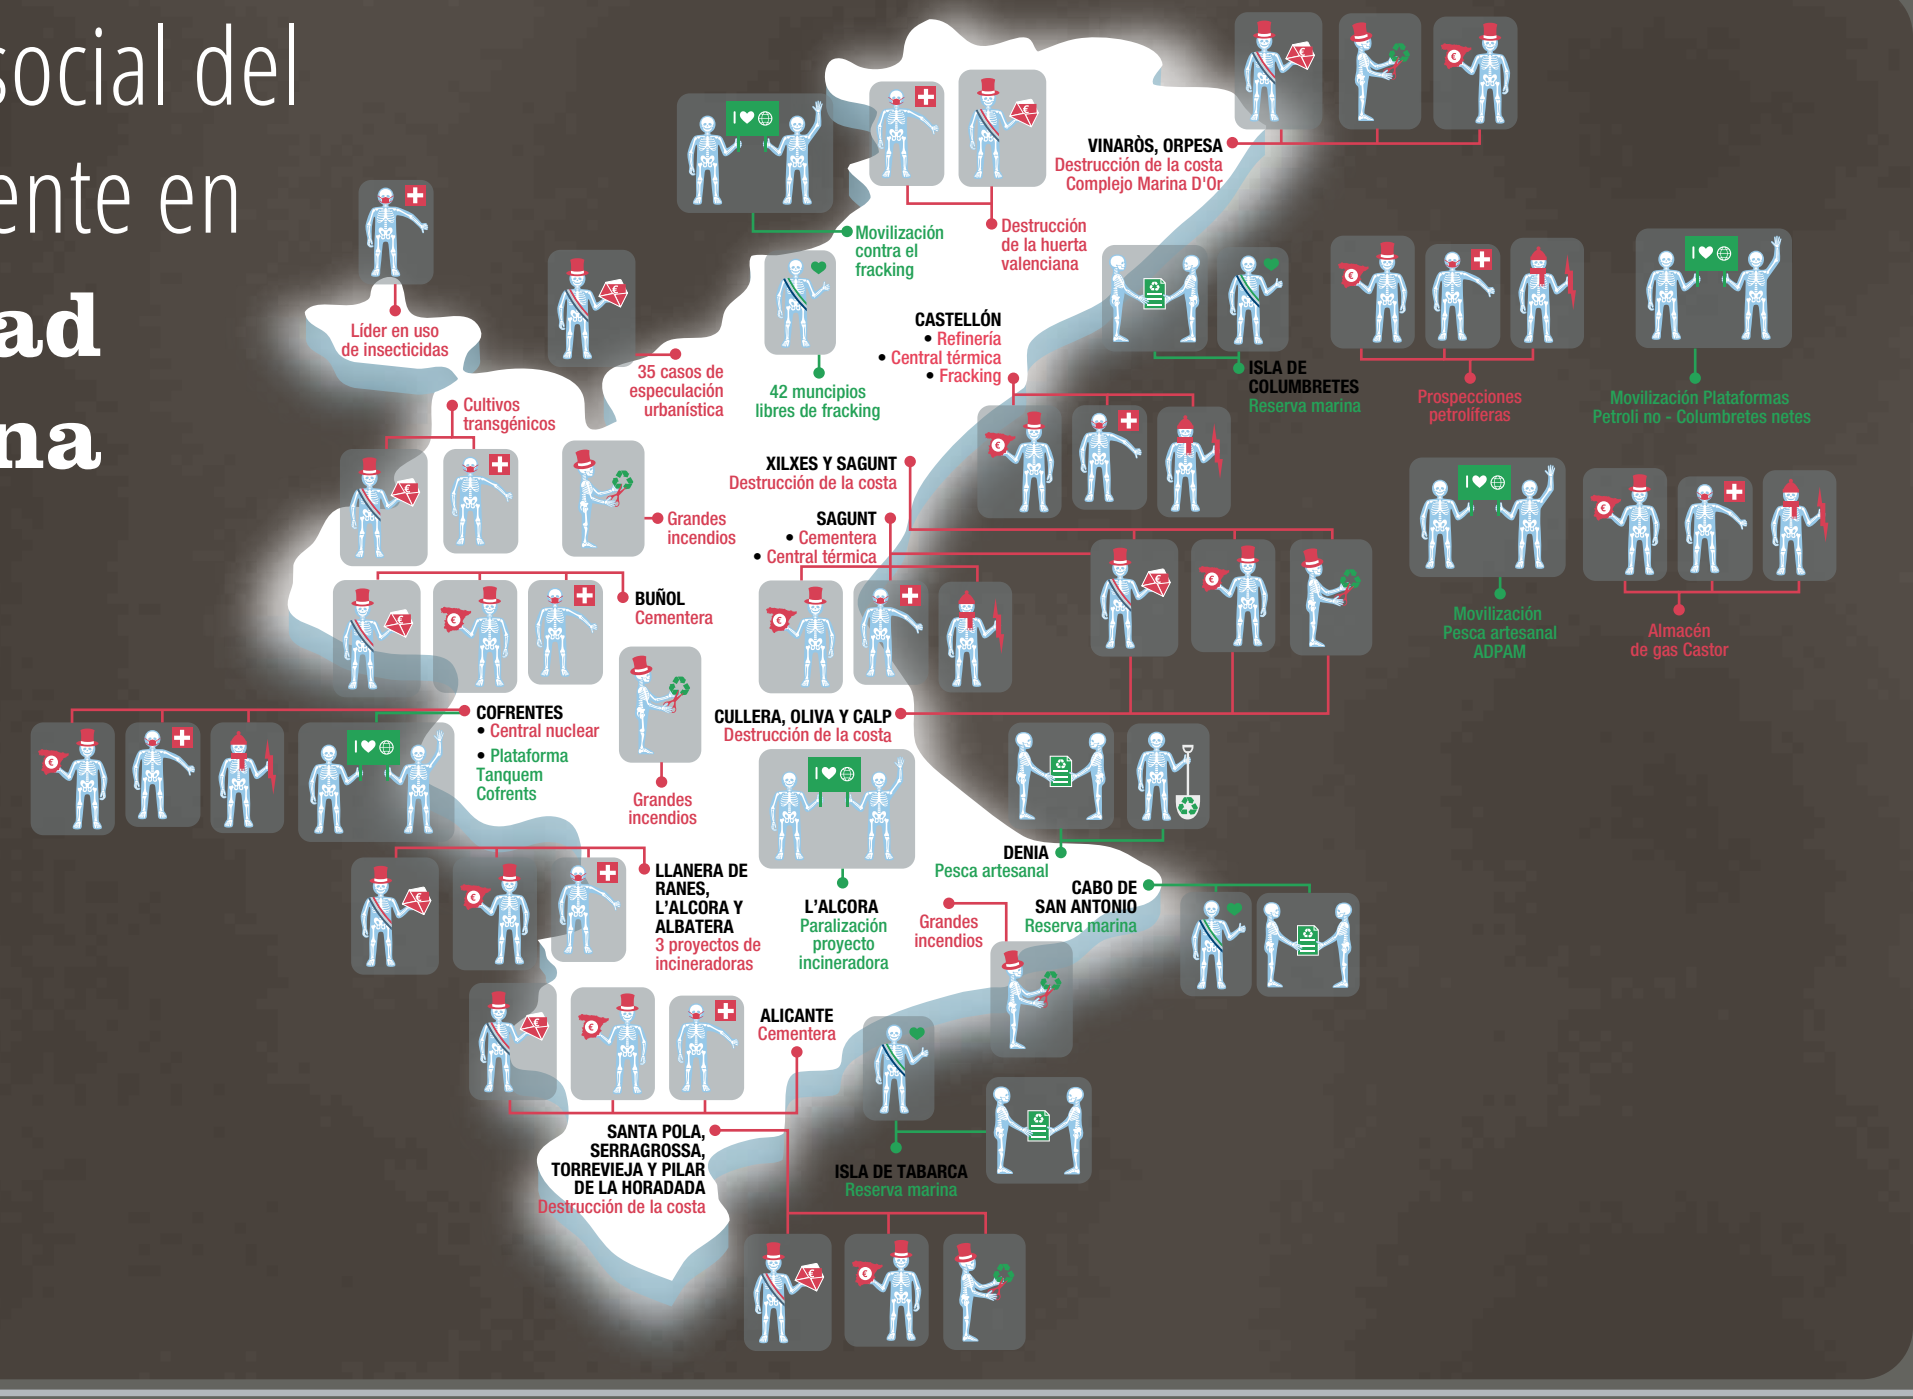 social del
ente en
ad
na
VINARÒS, ORPESA
Destrucción de la costa
Complejo Marina D'Or
I
Movilización
contra el
fracking
Destrucción
de la huerta
valenciana
Líder en uso
de insecticidas
35 casos de
especulación
urbanística
42 muncipios
libres de fracking
CASTELLÓN
• Refinería
• Central térmica
• Fracking
ISLA DE
COLUMBRETES
Reserva marina
Prospecciones
petrolíferas
I
Movilización Plataformas
Petroli no - Columbretes netes
Cultivos
transgénicos
Grandes
incendios
XILXES Y SAGUNT
Destrucción de la costa
SAGUNT
• Cementera
• Central térmica
I
Movilización
Pesca artesanal
ADPAM
Almacén
de gas Castor
BUÑOL
Cementera
COFRENTES
• Central nuclear
• Plataforma
Tanquem
Cofrents
I
Grandes
incendios
CULLERA, OLIVA Y CALP
Destrucción de la costa
I
L'ALCORA
Paralización
proyecto
incineradora
DENIA
Pesca artesanal
CABO DE
SAN ANTONIO
Reserva marina
Grandes
incendios
LLANERA DE
RANES,
L'ALCORA Y
ALBATERA
3 proyectos de
incineradoras
ALICANTE
Cementera
SANTA POLA,
SERRAGROSSA,
TORREVIEJA Y PILAR
DE LA HORADADA
Destrucción de la costa
ISLA DE TABARCA
Reserva marina